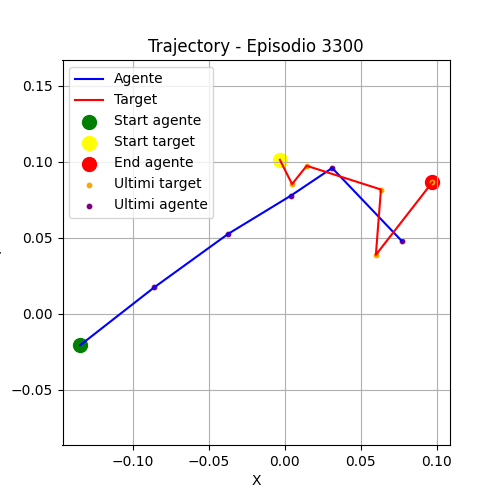 Trajectory - Episodio 3300
Agente
Target
Start agente
Start target
End agente
Ultimi target
Ultimi agente
0.15
0.10
0.05
0.00
−0.05
−0.10
−0.05
0.00
0.05
0.10
X